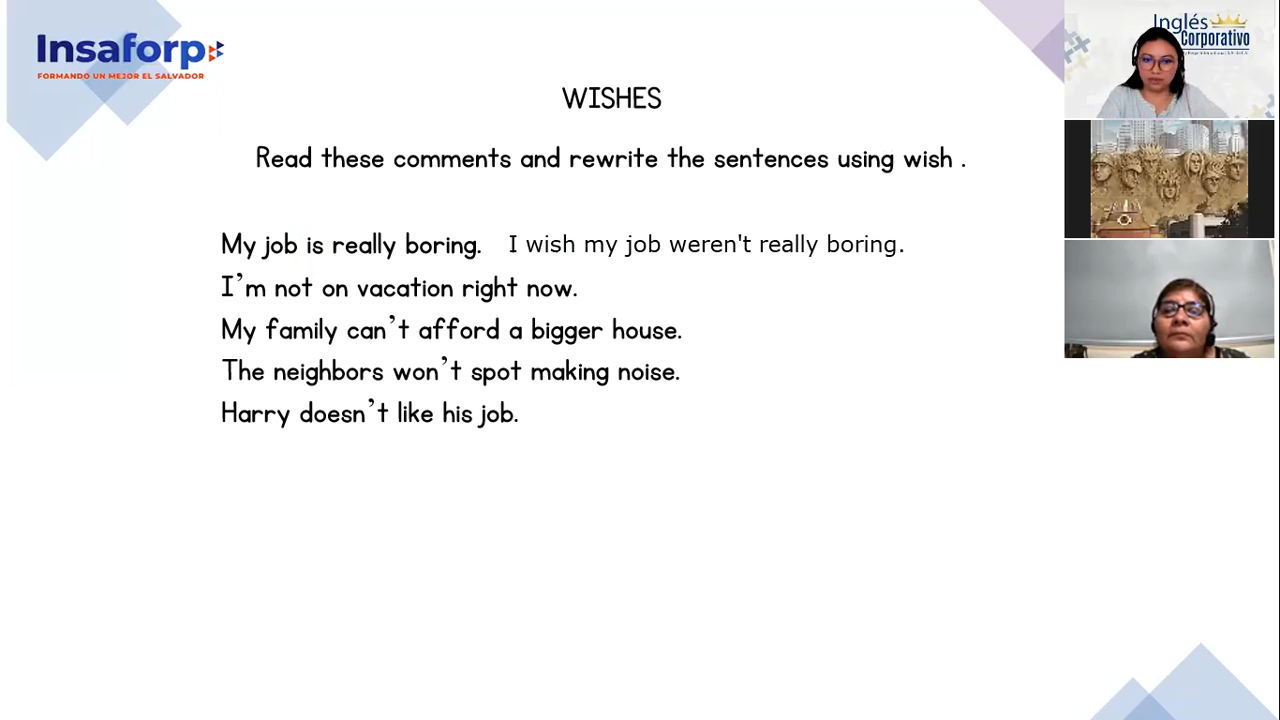 Insaforp
FORMANDO UN MEJOR EL SALVADOR
Inglés
Corporativo
WISHES
Read these comments and rewrite the sentences using wish .
My job is really boring. I wish my job weren't really boring.
I’m not on vacation right now.
My family can’t afford a bigger house.
The neighbors won’t spot making noise.
Harry doesn’t like his job.